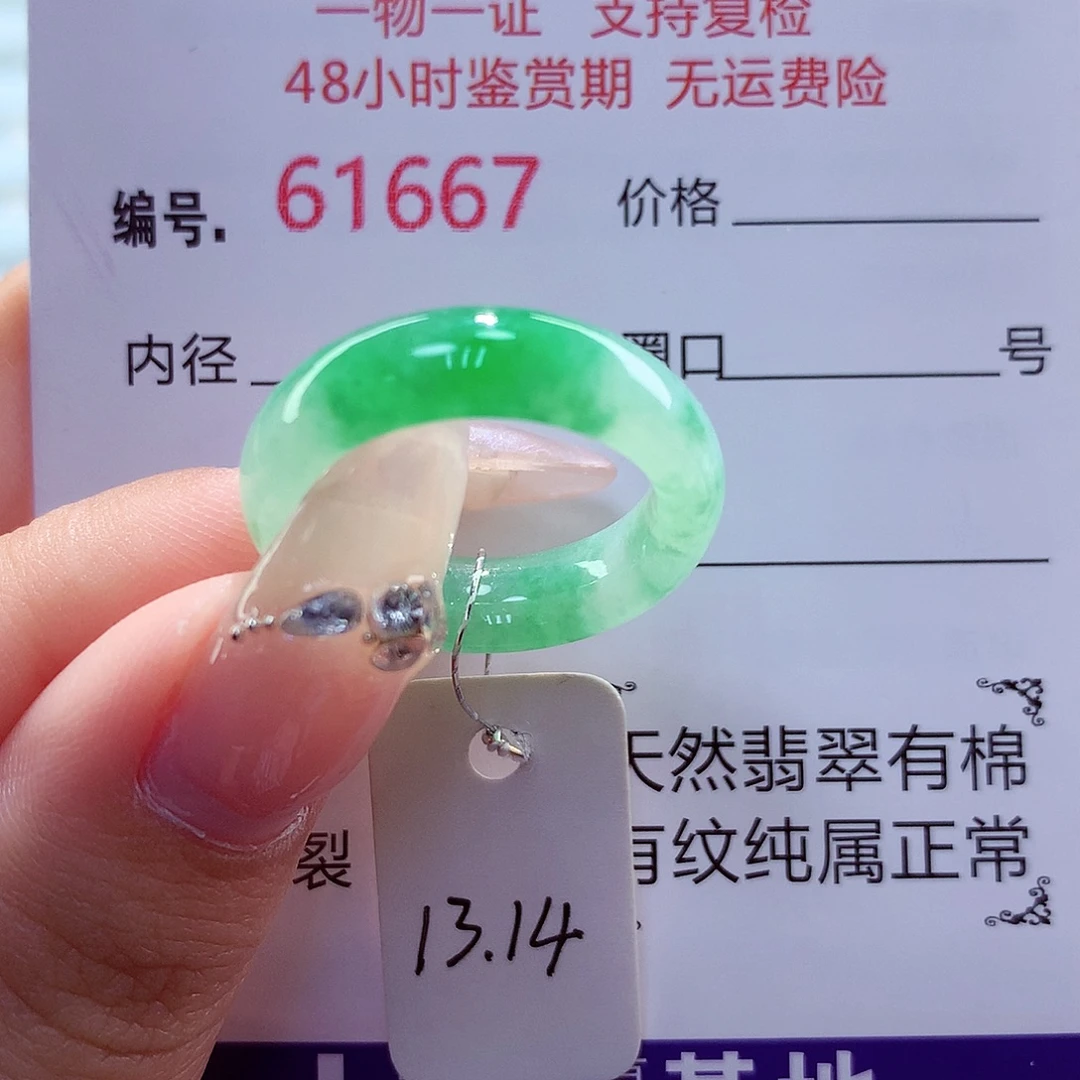 一物一证 支持复检
48小时鉴赏期 无运费险
编号. 61667 价格
内径 圈口 号
天然翡翠有棉
裂 有纹纯属正常
13.14
基地